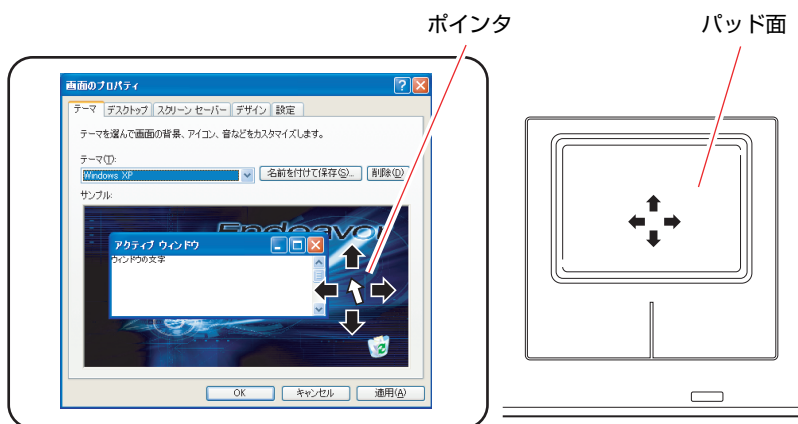 ポインタ
パッド面
画面のプロパティ
テーマ デスクトップ スクリーン セーバー デザイン 設定
テーマを選んで画面の背景、アイコン、音などをカスタマイズします。
テーマ(T):
Windows XP 名前を付けて保存(S)... 削除(D)
サンプル:
Endeavor
アクティブ ウィンドウ
ウィンドウの文字
OK キャンセル 適用(A)